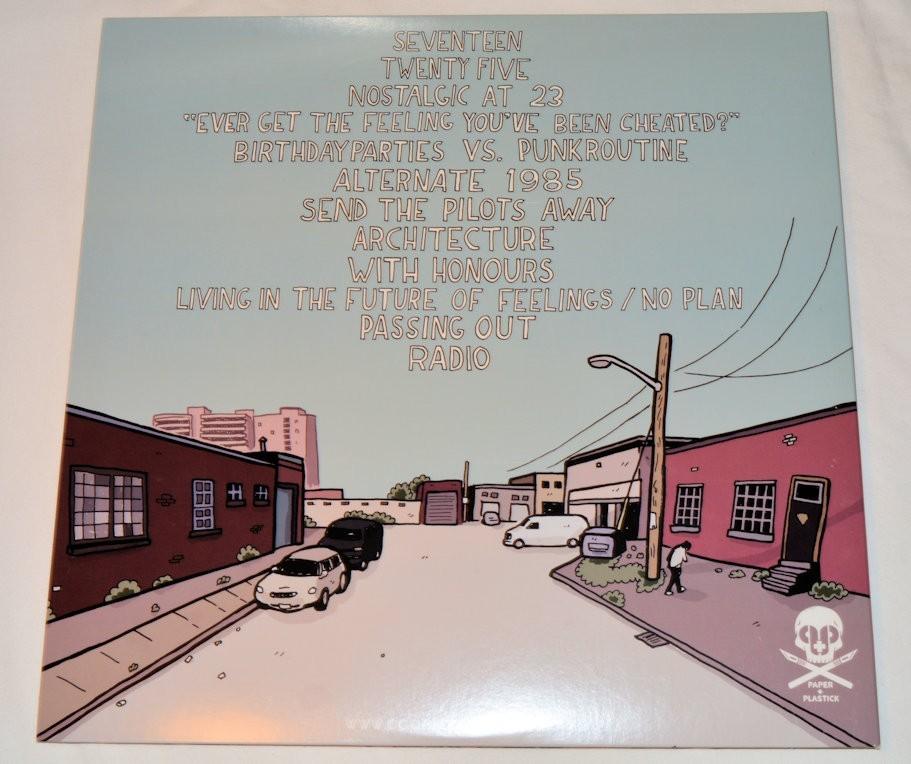 SEVENTEEN
TWENTY FIVE
NOSTALGIC AT 23
"EVER GET THE FEELING YOU'VE BEEN CHEATED?"
BIRTHDAY PARTIES VS. PUNKROUTINE
ALTERNATE 1985
SEND THE PILOTS AWAY
ARCHITECTURE
WITH HONOURS
LIVING IN THE FUTURE OF FEELINGS / NO PLAN
PASSING OUT
RADIO
PAPER
+
PLASTICK